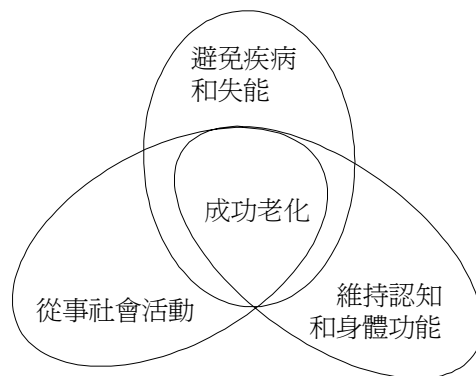 避免疾病
和失能
成功老化
從事社會活動
維持認知
和身體功能